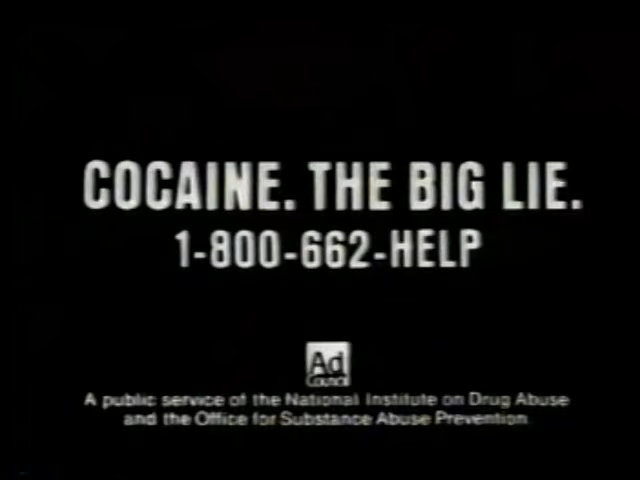 COCAINE. THE BIG LIE.
1-800-662-HELP
Ad
Council
A public service of the National Institute on Drug Abuse
and the Office for Substance Abuse Prevention